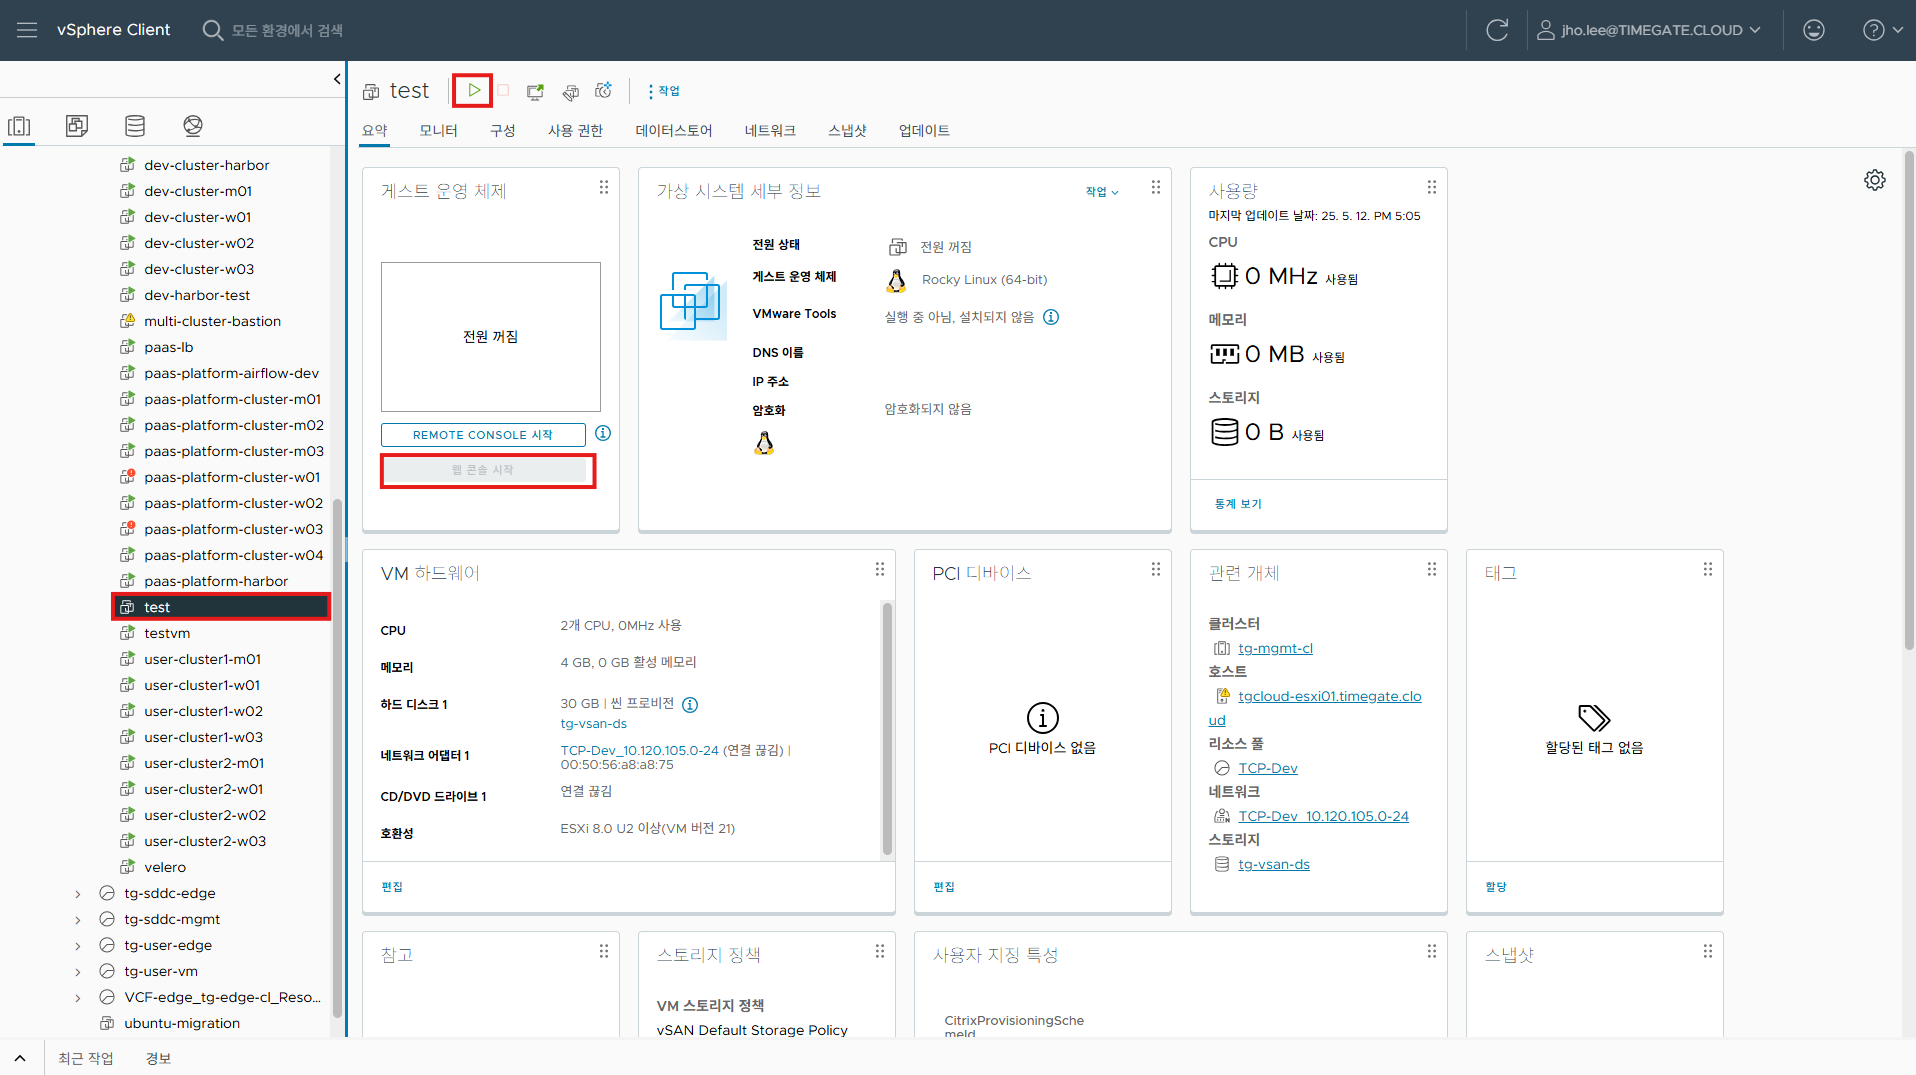 vSphere Client
모든 환경에서 검색
jho.lee@TIMEGATE.CLOUD
dev-cluster-harbor
dev-cluster-m01
dev-cluster-w01
dev-cluster-w02
dev-cluster-w03
dev-harbor-test
multi-cluster-bastion
paas-lb
paas-platform-airflow-dev
paas-platform-cluster-m01
paas-platform-cluster-m02
paas-platform-cluster-m03
paas-platform-cluster-w01
paas-platform-cluster-w02
paas-platform-cluster-w03
paas-platform-cluster-w04
paas-platform-harbor
test
testvm
user-cluster1-m01
user-cluster1-w01
user-cluster1-w02
user-cluster1-w03
user-cluster2-m01
user-cluster2-w01
user-cluster2-w02
user-cluster2-w03
velero
tg-sddc-edge
tg-sddc-mgmt
tg-user-edge
tg-user-vm
VCF-edge_tg-edge-cl_Reso...
ubuntu-migration
test
작업
요약 모니터 구성 사용 권한 데이터스토어 네트워크 스냅샷 업데이트
게스트 운영 체제
전원 꺼짐
REMOTE CONSOLE 시작
웹 콘솔 시작
가상 시스템 세부 정보
작업
전원 상태 전원 꺼짐
게스트 운영 체제 Rocky Linux (64-bit)
VMware Tools 실행 중 아님, 설치되지 않음
DNS 이름
IP 주소
암호화 암호화되지 않음
사용량
마지막 업데이트 날짜: 25. 5. 12. PM 5:05
CPU
0 MHz 사용됨
메모리
0 MB 사용됨
스토리지
0 B 사용됨
통계 보기
VM 하드웨어
CPU 2개 CPU, 0MHz 사용
메모리 4 GB, 0 GB 활성 메모리
하드 디스크 1 30 GB | 씬 프로비전
tg-vsan-ds
네트워크 어댑터 1 TCP-Dev_10.120.105.0-24 (연결 끊김) |
00:50:56:a8:a8:75
CD/DVD 드라이브 1 연결 끊김
호환성 ESXi 8.0 U2 이상(VM 버전 21)
편집
PCI 디바이스
PCI 디바이스 없음
편집
관련 개체
클러스터
tg-mgmt-cl
호스트
tgcloud-esxi01.timegate.clo
ud
리소스 풀
TCP-Dev
네트워크
TCP-Dev_10.120.105.0-24
스토리지
tg-vsan-ds
태그
할당된 태그 없음
할당
참고
스토리지 정책
VM 스토리지 정책
vSAN Default Storage Policy
사용자 지정 특성
CitrixProvisioningSche
meId
스냅샷
최근 작업 경보